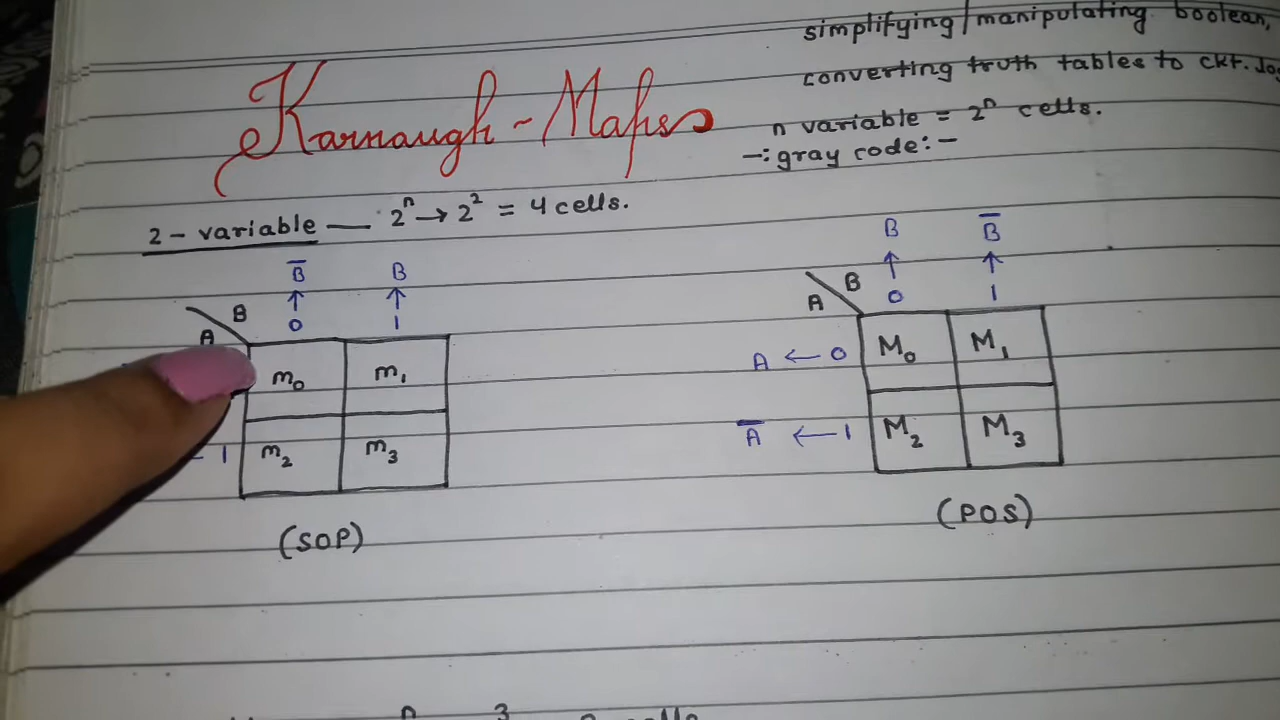 simplifying/manipulating boolean,
converting truth tables to ckt.
Karnaugh-Maps
n variable = 2ⁿ cells.
-: gray code:-
2-variable — 2ⁿ → 2² = 4 cells.
B̅ B
↑ ↑
A B 0 1
m₀ m₁
← 1 m₂ m₃
(SOP)
B B̅
↑ ↑
A B 0 1
A ← 0 M₀ M₁
A̅ ← 1 M₂ M₃
(POS)